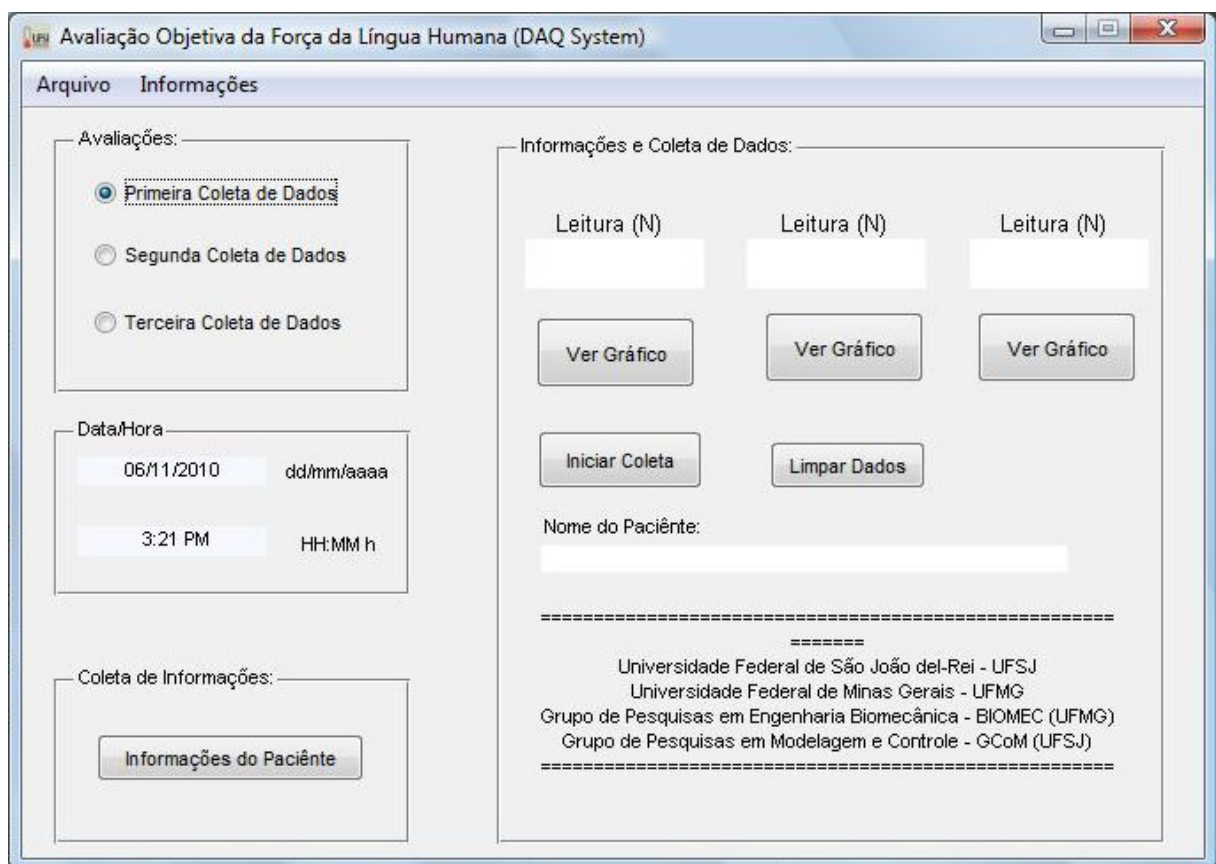 Avaliação Objetiva da Força da Língua Humana (DAQ System)
Arquivo Informações
Avaliações:
Primeira Coleta de Dados
Segunda Coleta de Dados
Terceira Coleta de Dados
Data/Hora
06/11/2010 dd/mm/aaaa
3:21 PM HH:MM h
Coleta de Informações:
Informações do Paciênte
Informações e Coleta de Dados:
Leitura (N) Leitura (N) Leitura (N)
Ver Gráfico Ver Gráfico Ver Gráfico
Iniciar Coleta Limpar Dados
Nome do Paciênte:
======================================================
=======
Universidade Federal de São João del-Rei - UFSJ
Universidade Federal de Minas Gerais - UFMG
Grupo de Pesquisas em Engenharia Biomecânica - BIOMEC (UFMG)
Grupo de Pesquisas em Modelagem e Controle - GCoM (UFSJ)
======================================================